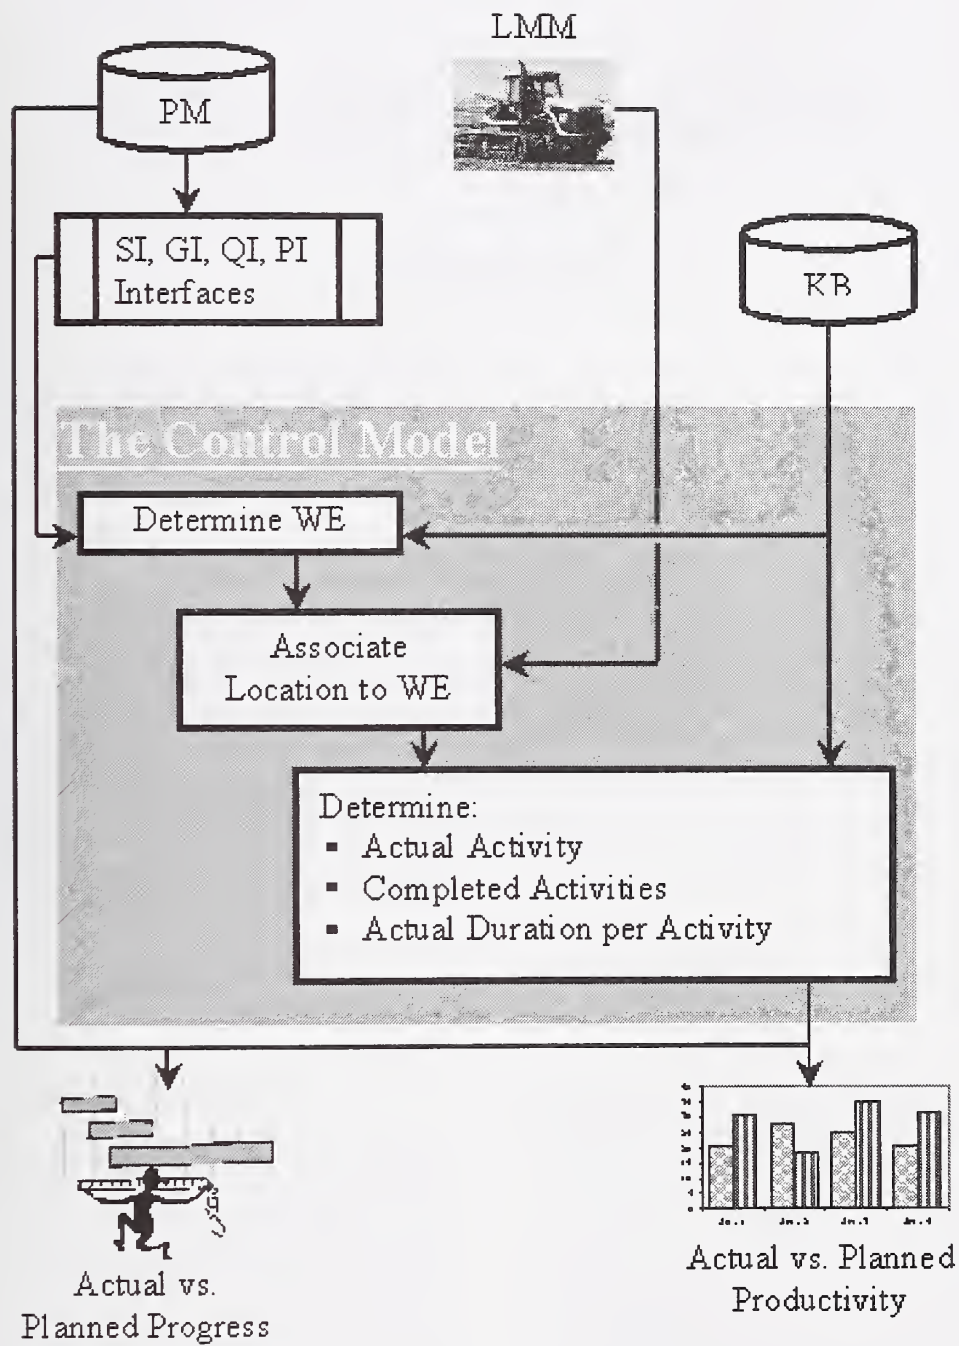 LMM
PM
SI, GI, QI, PI
Interfaces
KB
The Control Model
Determine WE
Associate
Location to WE
Determine:
▪ Actual Activity
▪ Completed Activities
▪ Actual Duration per Activity
Actual vs.
Planned Progress
Actual vs. Planned
Productivity